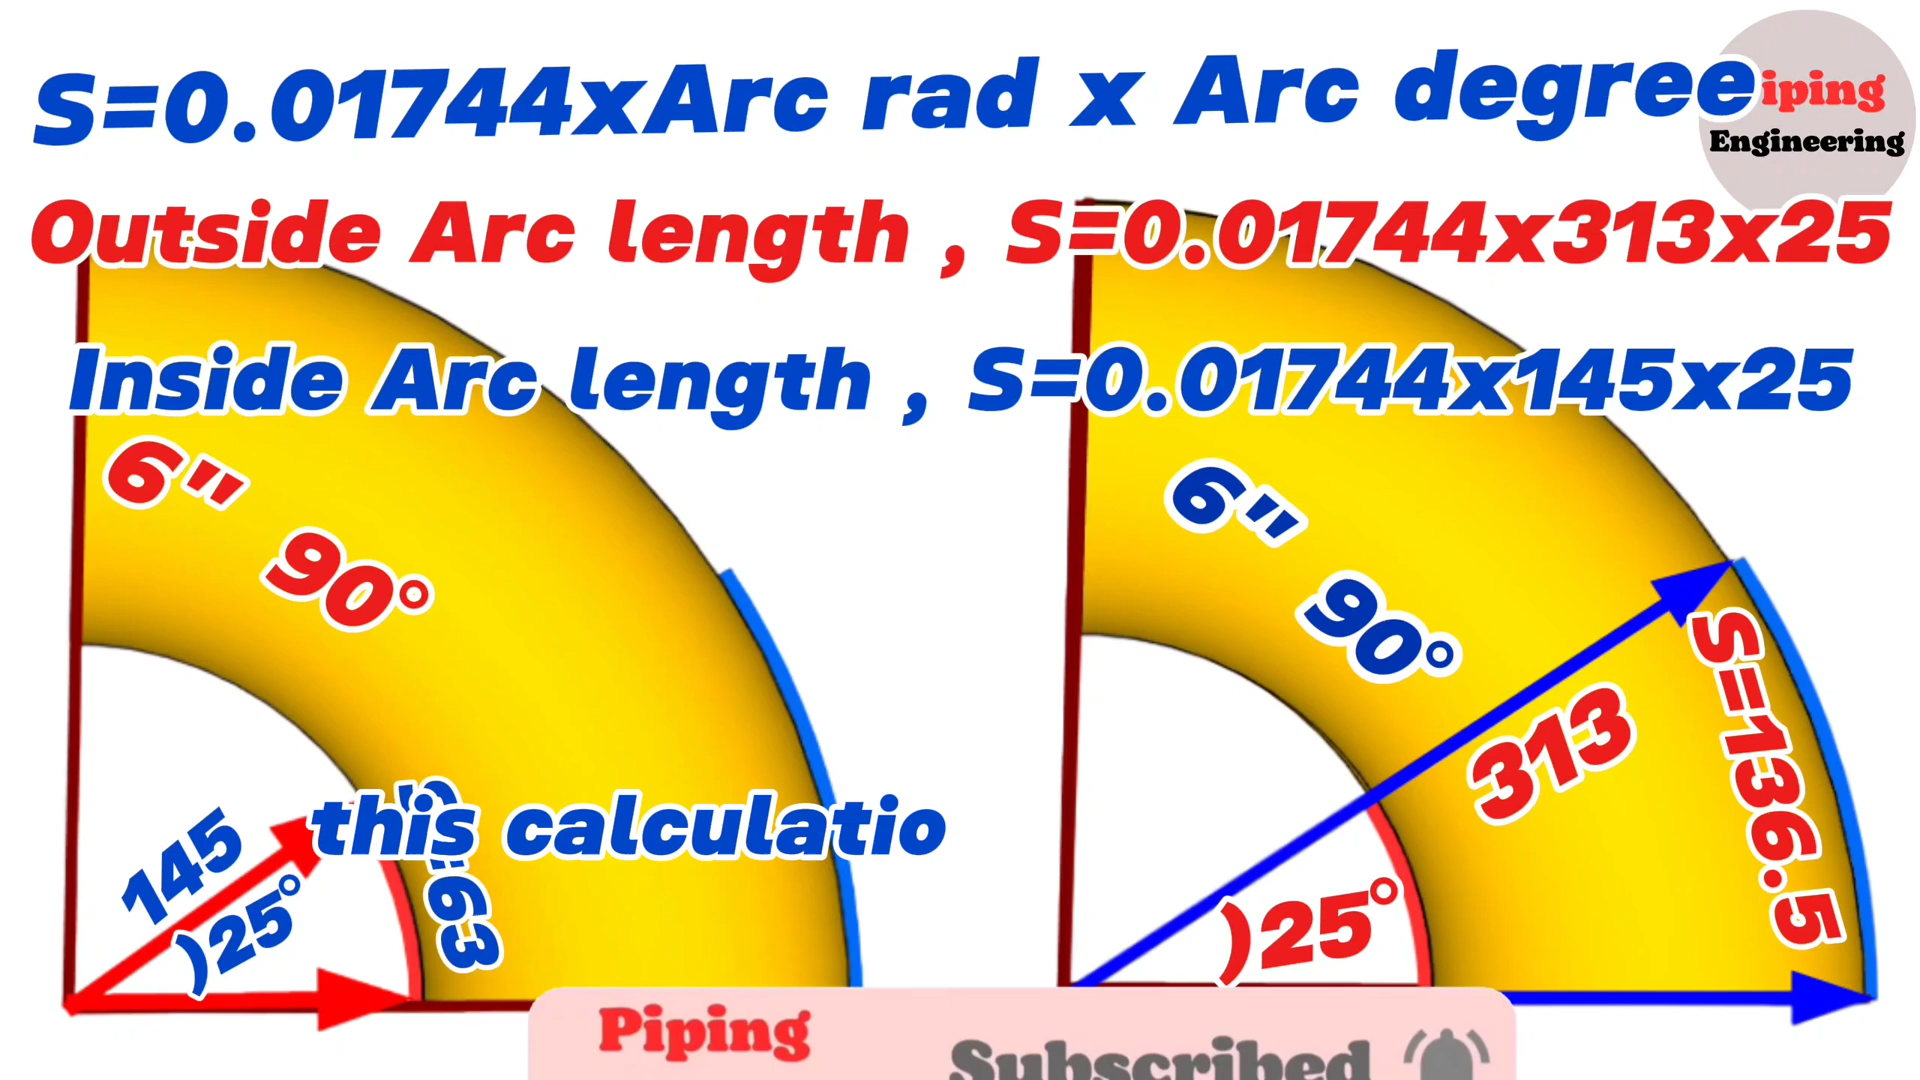 S=0.01744xArc rad x Arc degree
iping
Engineering
Outside Arc length , S=0.01744x313x25
Inside Arc length , S=0.01744x145x25
6" 90°
6" 90°
145
)25°
S=63
this calculatio
313
)25°
S=136.5
Piping
Subscribed